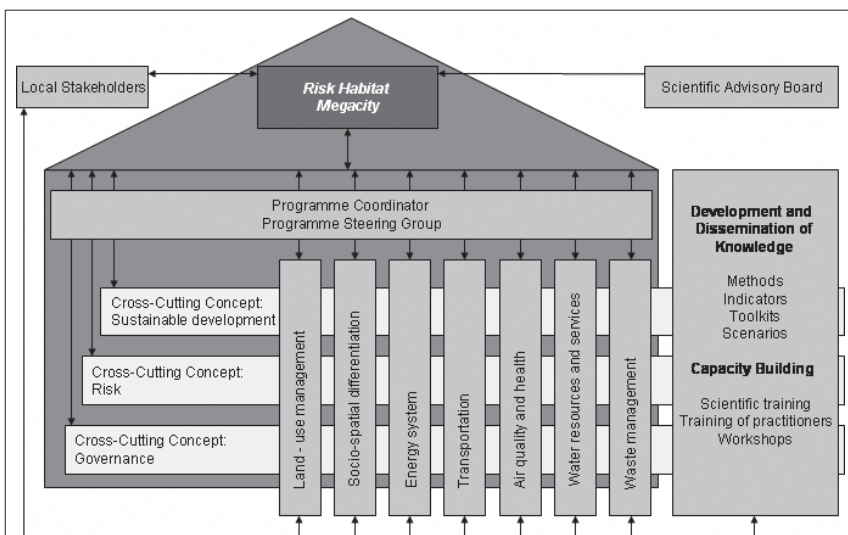 Local Stakeholders
Risk Habitat
Megacity
Scientific Advisory Board
Programme Coordinator
Programme Steering Group
Cross-Cutting Concept:
Sustainable development
Cross-Cutting Concept:
Risk
Cross-Cutting Concept:
Governance
Land - use management
Socio-spatial differentiation
Energy system
Transportation
Air quality and health
Water resources and services
Waste management
Development and
Dissemination of
Knowledge
Methods
Indicators
Toolkits
Scenarios
Capacity Building
Scientific training
Training of practitioners
Workshops